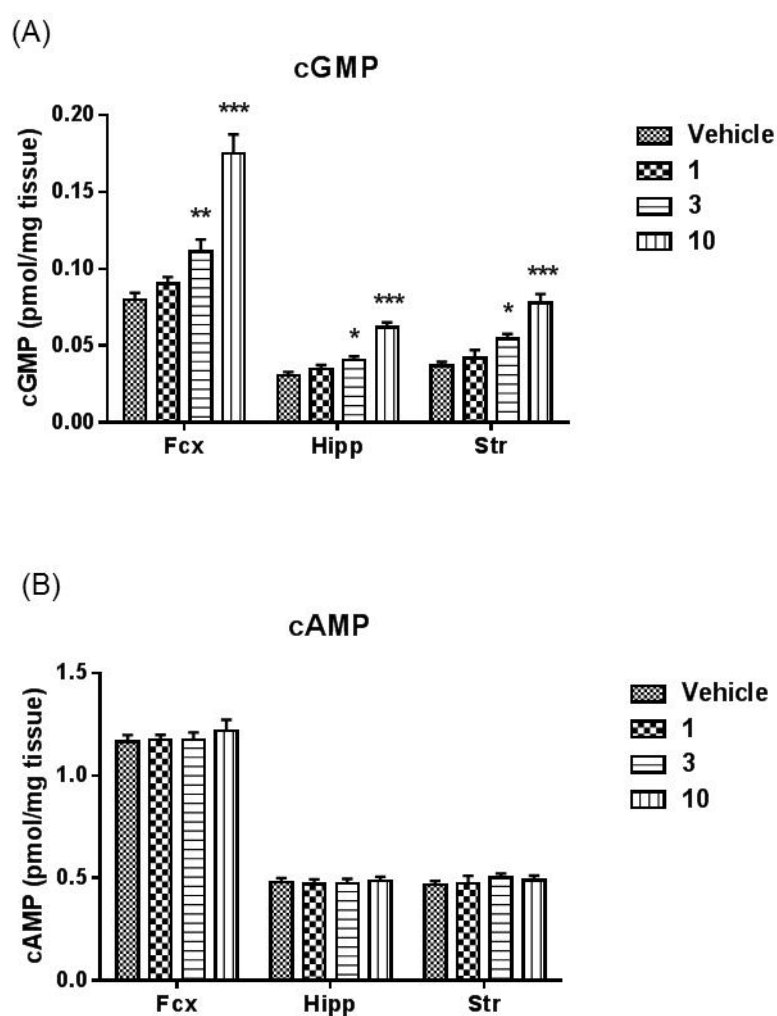 (A)
cGMP
cGMP (pmol/mg tissue)
0.20
0.15
0.10
0.05
0.00
**
***
*
***
*
***
Fcx
Hipp
Str
Vehicle
1
3
10
(B)
cAMP
cAMP (pmol/mg tissue)
1.5
1.0
0.5
0.0
Fcx
Hipp
Str
Vehicle
1
3
10